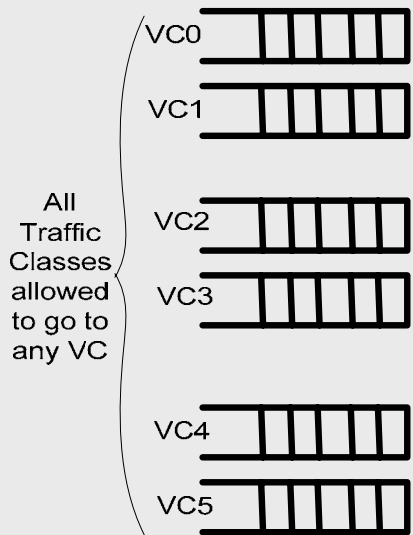 VC0
VC1
All
Traffic
Classes
allowed
to go to
any VC
VC2
VC3
VC4
VC5